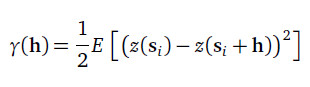 γ(h) = 1/2 E [(z(sᵢ) − z(sᵢ + h))²]